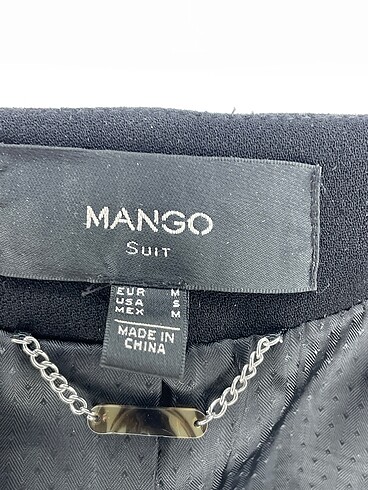 MANGO
SUIT
EUR M
USA S
MEX M
MADE IN
CHINA